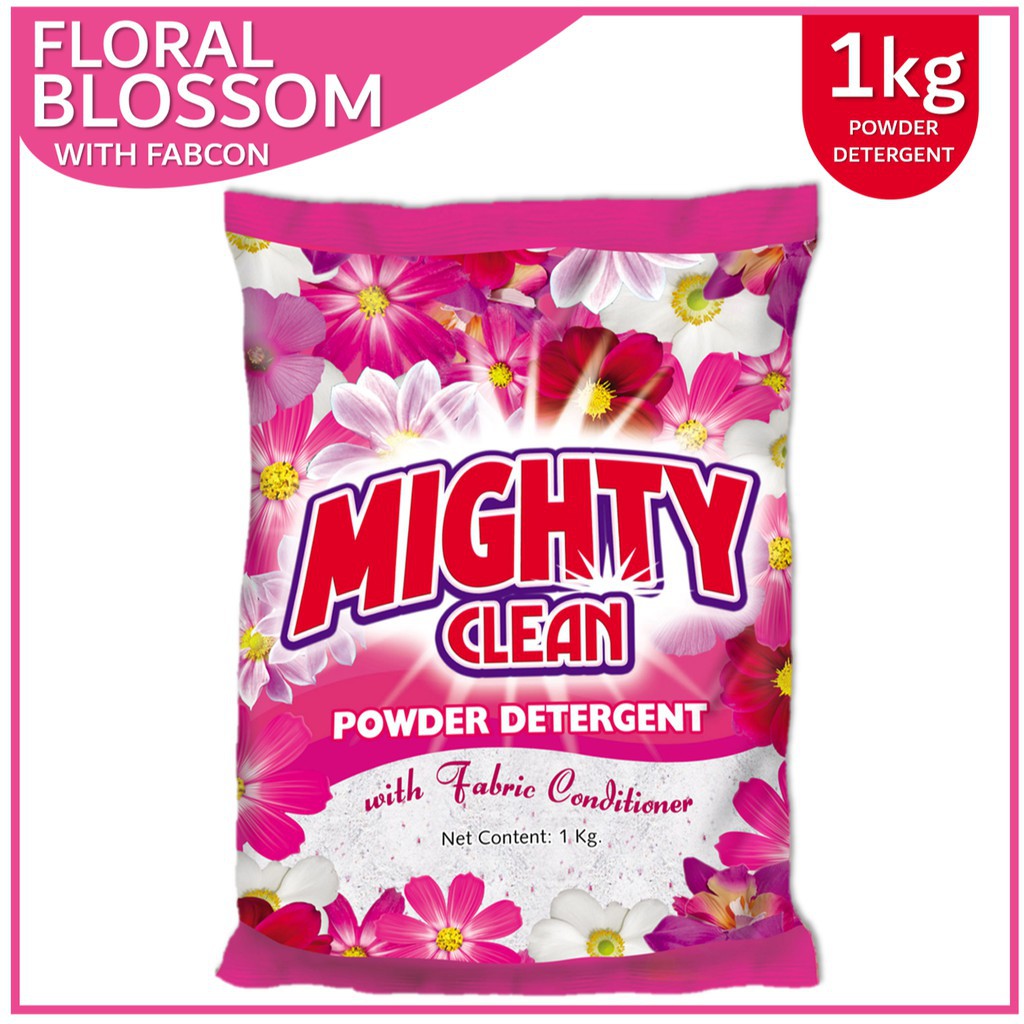 FLORAL
BLOSSOM
WITH FABCON
1kg
POWDER
DETERGENT
MIGHTY
CLEAN
POWDER DETERGENT
with Fabric Conditioner
Net Content: 1 Kg.